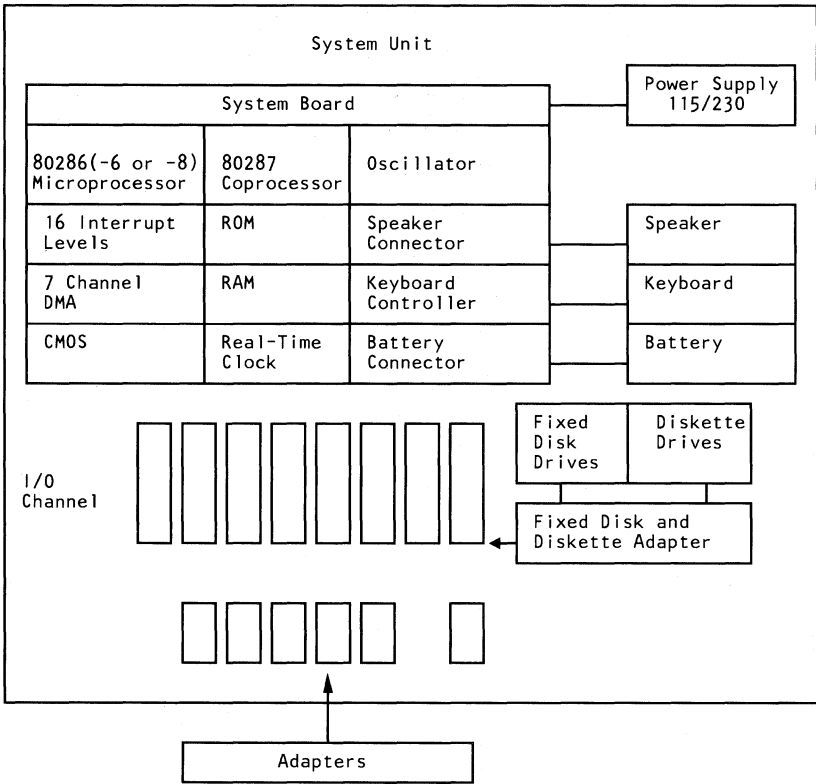 System Unit
System Board
Power Supply
115/230
80286(-6 or -8)
Microprocessor
80287
Coprocessor
Oscillator
16 Interrupt
Levels
ROM
Speaker
Connector
Speaker
7 Channel
DMA
RAM
Keyboard
Controller
Keyboard
CMOS
Real-Time
Clock
Battery
Connector
Battery
Fixed
Disk
Drives
Diskette
Drives
I/O
Channel
Fixed Disk and
Diskette Adapter
Adapters